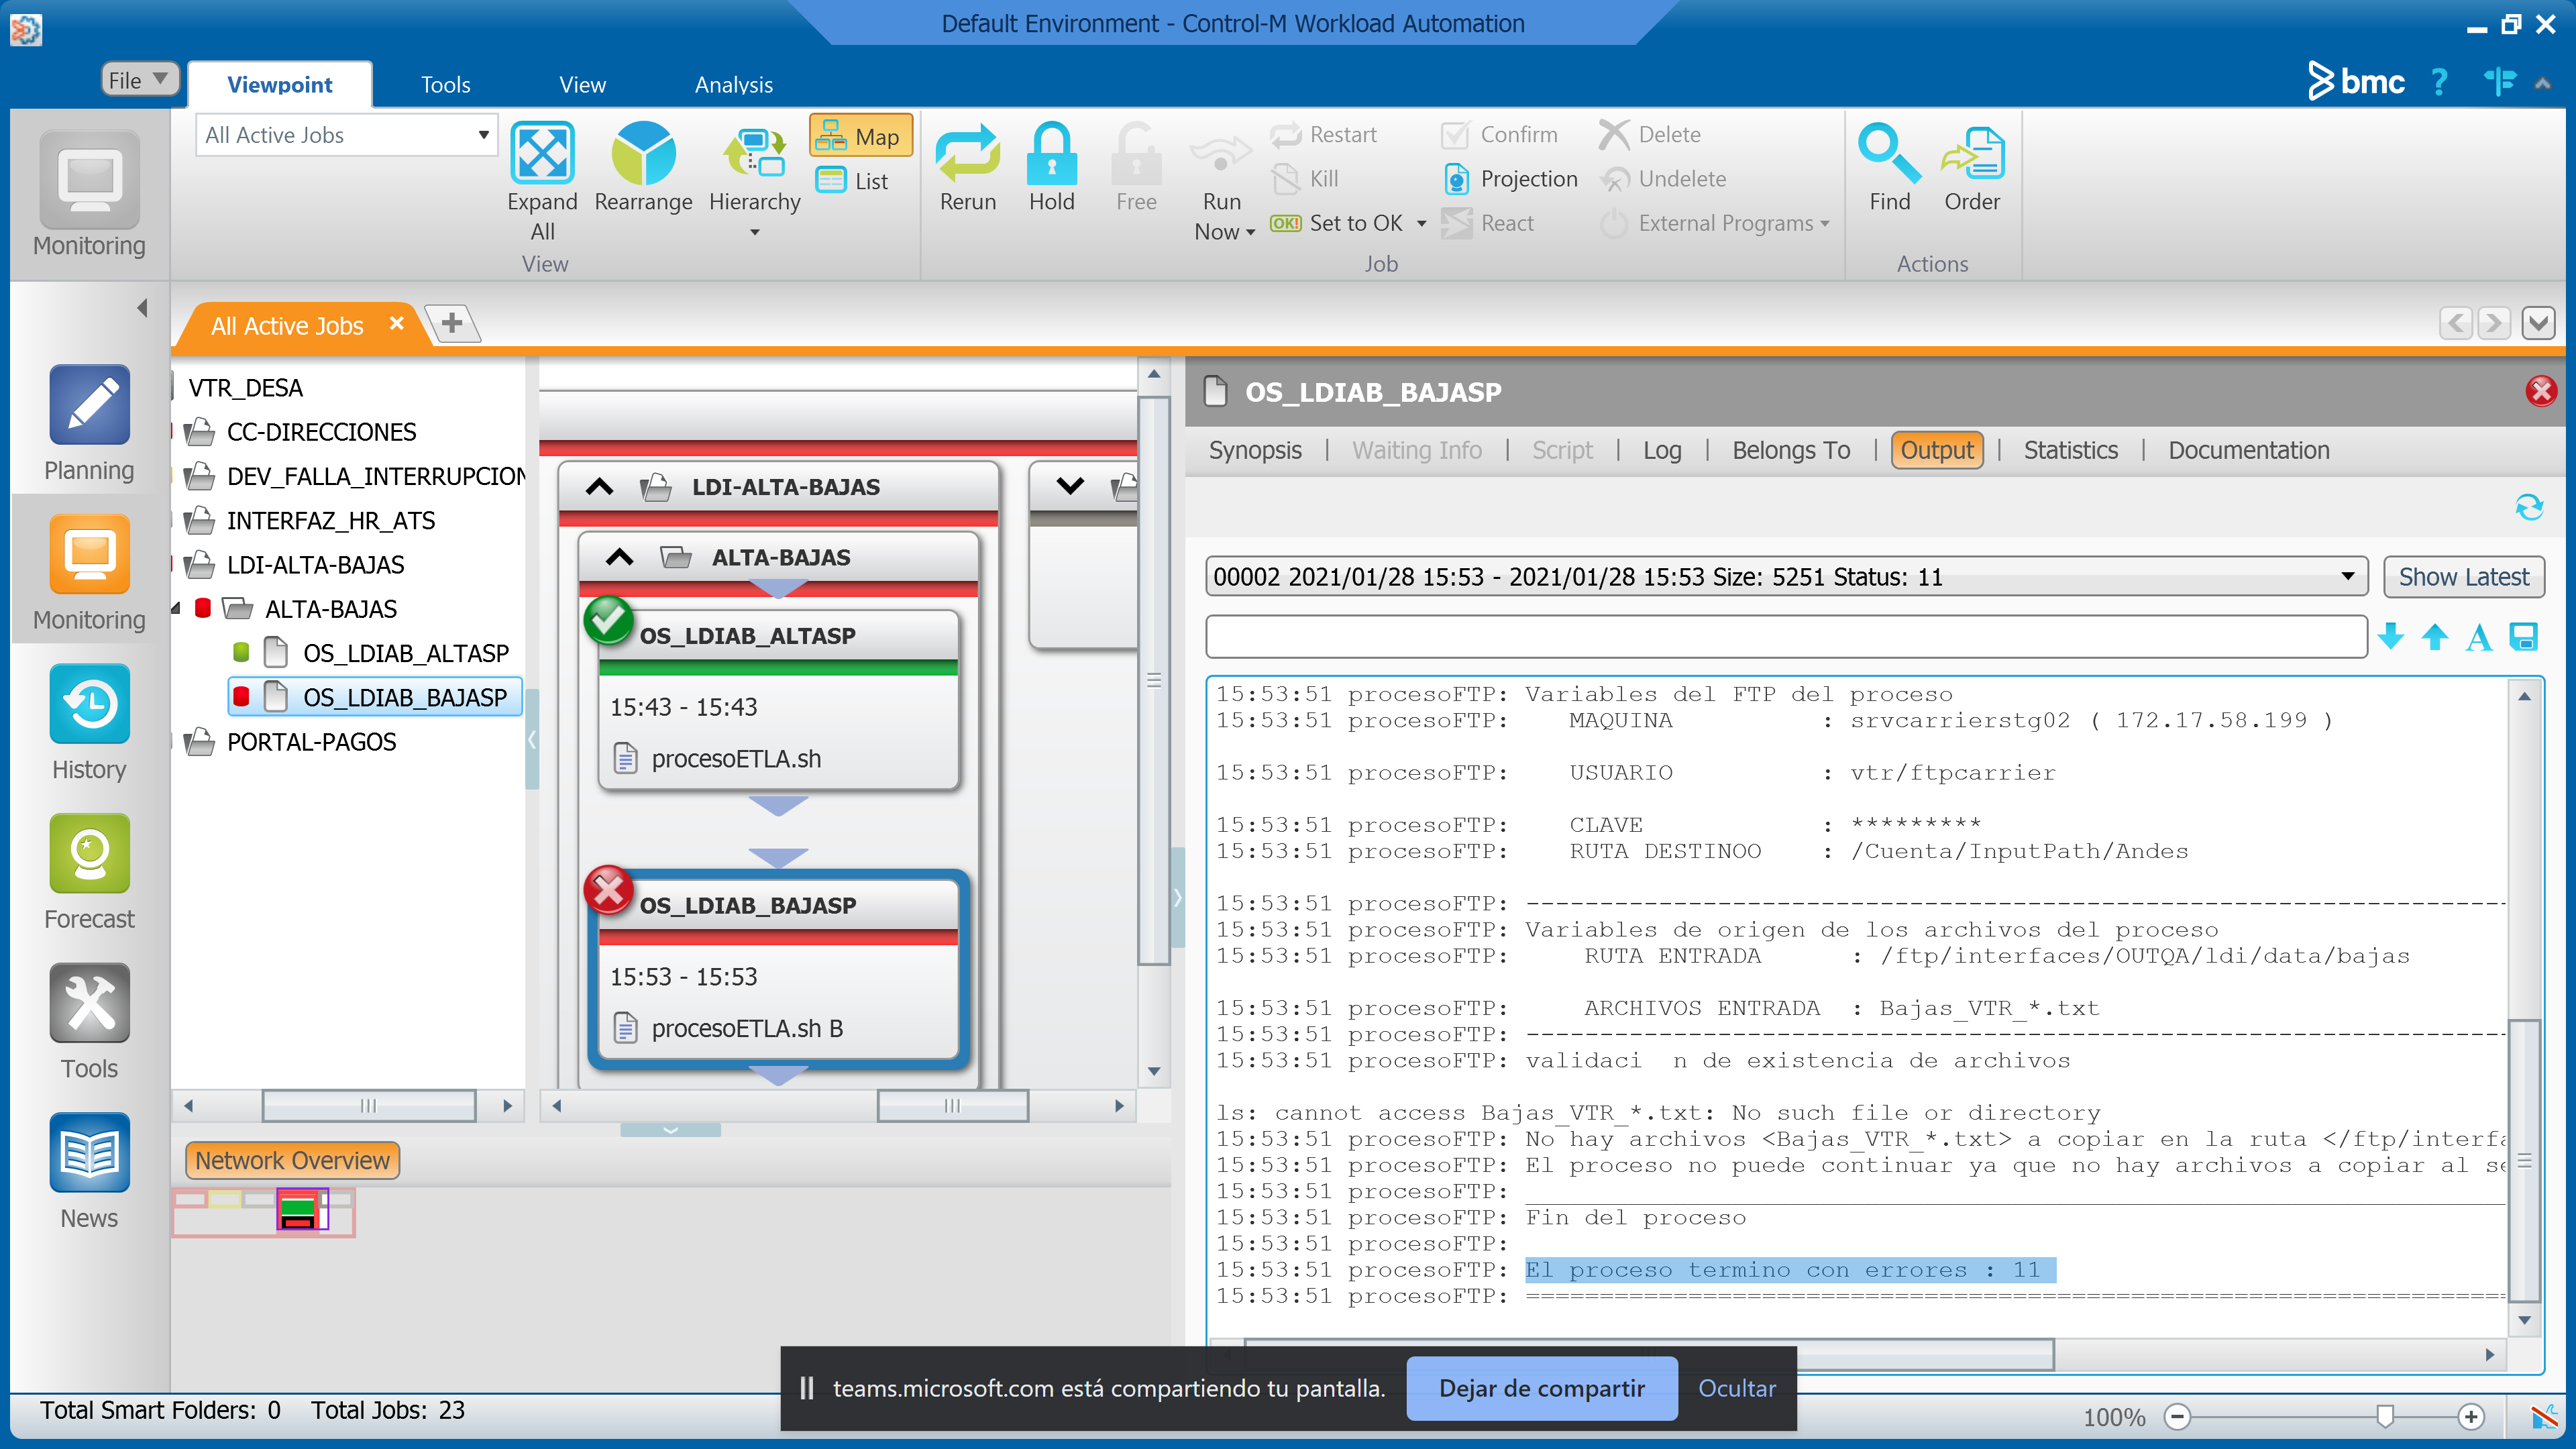 Default Environment - Control-M Workload Automation
File
Viewpoint
Tools
View
Analysis
bmc
?
Monitoring
All Active Jobs
Expand All
Rearrange
Hierarchy
Map
List
View
Rerun
Hold
Free
Run Now
Restart
Kill
OK! Set to OK
Confirm
Projection
React
Delete
Undelete
External Programs
Job
Find
Order
Actions
All Active Jobs
Planning
Monitoring
History
Forecast
Tools
News
VTR_DESA
CC-DIRECCIONES
DEV_FALLA_INTERRUPCION
INTERFAZ_HR_ATS
LDI-ALTA-BAJAS
ALTA-BAJAS
OS_LDIAB_ALTASP
OS_LDIAB_BAJASP
PORTAL-PAGOS
LDI-ALTA-BAJAS
ALTA-BAJAS
OS_LDIAB_ALTASP
15:43 - 15:43
procesoETLA.sh
OS_LDIAB_BAJASP
15:53 - 15:53
procesoETLA.sh B
Network Overview
OS_LDIAB_BAJASP
Synopsis | Waiting Info | Script | Log | Belongs To | Output | Statistics | Documentation
00002 2021/01/28 15:53 - 2021/01/28 15:53 Size: 5251 Status: 11
Show Latest
A
15:53:51 procesoFTP: Variables del FTP del proceso
15:53:51 procesoFTP: MAQUINA : srvcarrierstg02 ( 172.17.58.199 )
15:53:51 procesoFTP: USUARIO : vtr/ftpcarrier
15:53:51 procesoFTP: CLAVE : *********
15:53:51 procesoFTP: RUTA DESTINOO : /Cuenta/InputPath/Andes
15:53:51 procesoFTP: -------------------------------------------------------------------
15:53:51 procesoFTP: Variables de origen de los archivos del proceso
15:53:51 procesoFTP: RUTA ENTRADA : /ftp/interfaces/OUTQA/ldi/data/bajas
15:53:51 procesoFTP: ARCHIVOS ENTRADA : Bajas_VTR_*.txt
15:53:51 procesoFTP: -------------------------------------------------------------------
15:53:51 procesoFTP: validaci n de existencia de archivos
ls: cannot access Bajas_VTR_*.txt: No such file or directory
15:53:51 procesoFTP: No hay archivos <Bajas_VTR_*.txt> a copiar en la ruta </ftp/interfa
15:53:51 procesoFTP: El proceso no puede continuar ya que no hay archivos a copiar al se
15:53:51 procesoFTP: ___________________________________________________________________
15:53:51 procesoFTP: Fin del proceso
15:53:51 procesoFTP:
15:53:51 procesoFTP: El proceso termino con errores : 11
15:53:51 procesoFTP: ===================================================================
teams.microsoft.com está compartiendo tu pantalla.
Dejar de compartir
Ocultar
Total Smart Folders: 0 Total Jobs: 23
100%